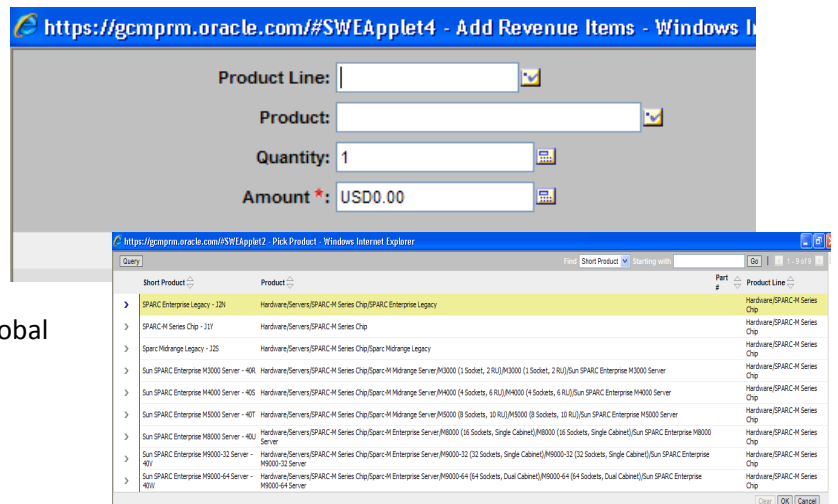 https://gcmprm.oracle.com/#SWEApplet4 - Add Revenue Items - Windows I
Product Line:
Product:
Quantity: 1
Amount *: USD0.00
https://gcmprm.oracle.com/#SWEApplet2 - Pick Product - Windows Internet Explorer
Query Find Short Product Starting with Go 1 - 9 of 9
Short Product Product Part # Product Line
SPARC Enterprise Legacy - J2N Hardware/Servers/SPARC-M Series Chip/SPARC Enterprise Legacy Hardware/SPARC-M Series Chip
SPARC-M Series Chip - J1Y Hardware/Servers/SPARC-M Series Chip Hardware/SPARC-M Series Chip
Sparc Midrange Legacy - J2S Hardware/Servers/SPARC-M Series Chip/Sparc Midrange Legacy Hardware/SPARC-M Series Chip
Sun SPARC Enterprise M3000 Server - 40R Hardware/Servers/SPARC-M Series Chip/Sparc-M Midrange Server/M3000 (1 Socket, 2 RU)/M3000 (1 Socket, 2 RU)/Sun SPARC Enterprise M3000 Server Hardware/SPARC-M Series Chip
Sun SPARC Enterprise M4000 Server - 40S Hardware/Servers/SPARC-M Series Chip/Sparc-M Midrange Server/M4000 (4 Sockets, 6 RU)/M4000 (4 Sockets, 6 RU)/Sun SPARC Enterprise M4000 Server Hardware/SPARC-M Series Chip
Sun SPARC Enterprise M5000 Server - 40T Hardware/Servers/SPARC-M Series Chip/Sparc-M Midrange Server/M5000 (8 Sockets, 10 RU)/M5000 (8 Sockets, 10 RU)/Sun SPARC Enterprise M5000 Server Hardware/SPARC-M Series Chip
Sun SPARC Enterprise M8000 Server - 40U Hardware/Servers/SPARC-M Series Chip/Sparc-M Enterprise Server/M8000 (16 Sockets, Single Cabinet)/M8000 (16 Sockets, Single Cabinet)/Sun SPARC Enterprise M8000 Server Hardware/SPARC-M Series Chip
Sun SPARC Enterprise M9000-32 Server - 40V Hardware/Servers/SPARC-M Series Chip/Sparc-M Enterprise Server/M9000-32 (32 Sockets, Single Cabinet)/M9000-32 (32 Sockets, Single Cabinet)/Sun SPARC Enterprise M9000-32 Server Hardware/SPARC-M Series Chip
Sun SPARC Enterprise M9000-64 Server - 40W Hardware/Servers/SPARC-M Series Chip/Sparc-M Enterprise Server/M9000-64 (64 Sockets, Dual Cabinet)/M9000-64 (64 Sockets, Dual Cabinet)/Sun SPARC Enterprise M9000-64 Server Hardware/SPARC-M Series Chip
Clear OK Cancel
obal